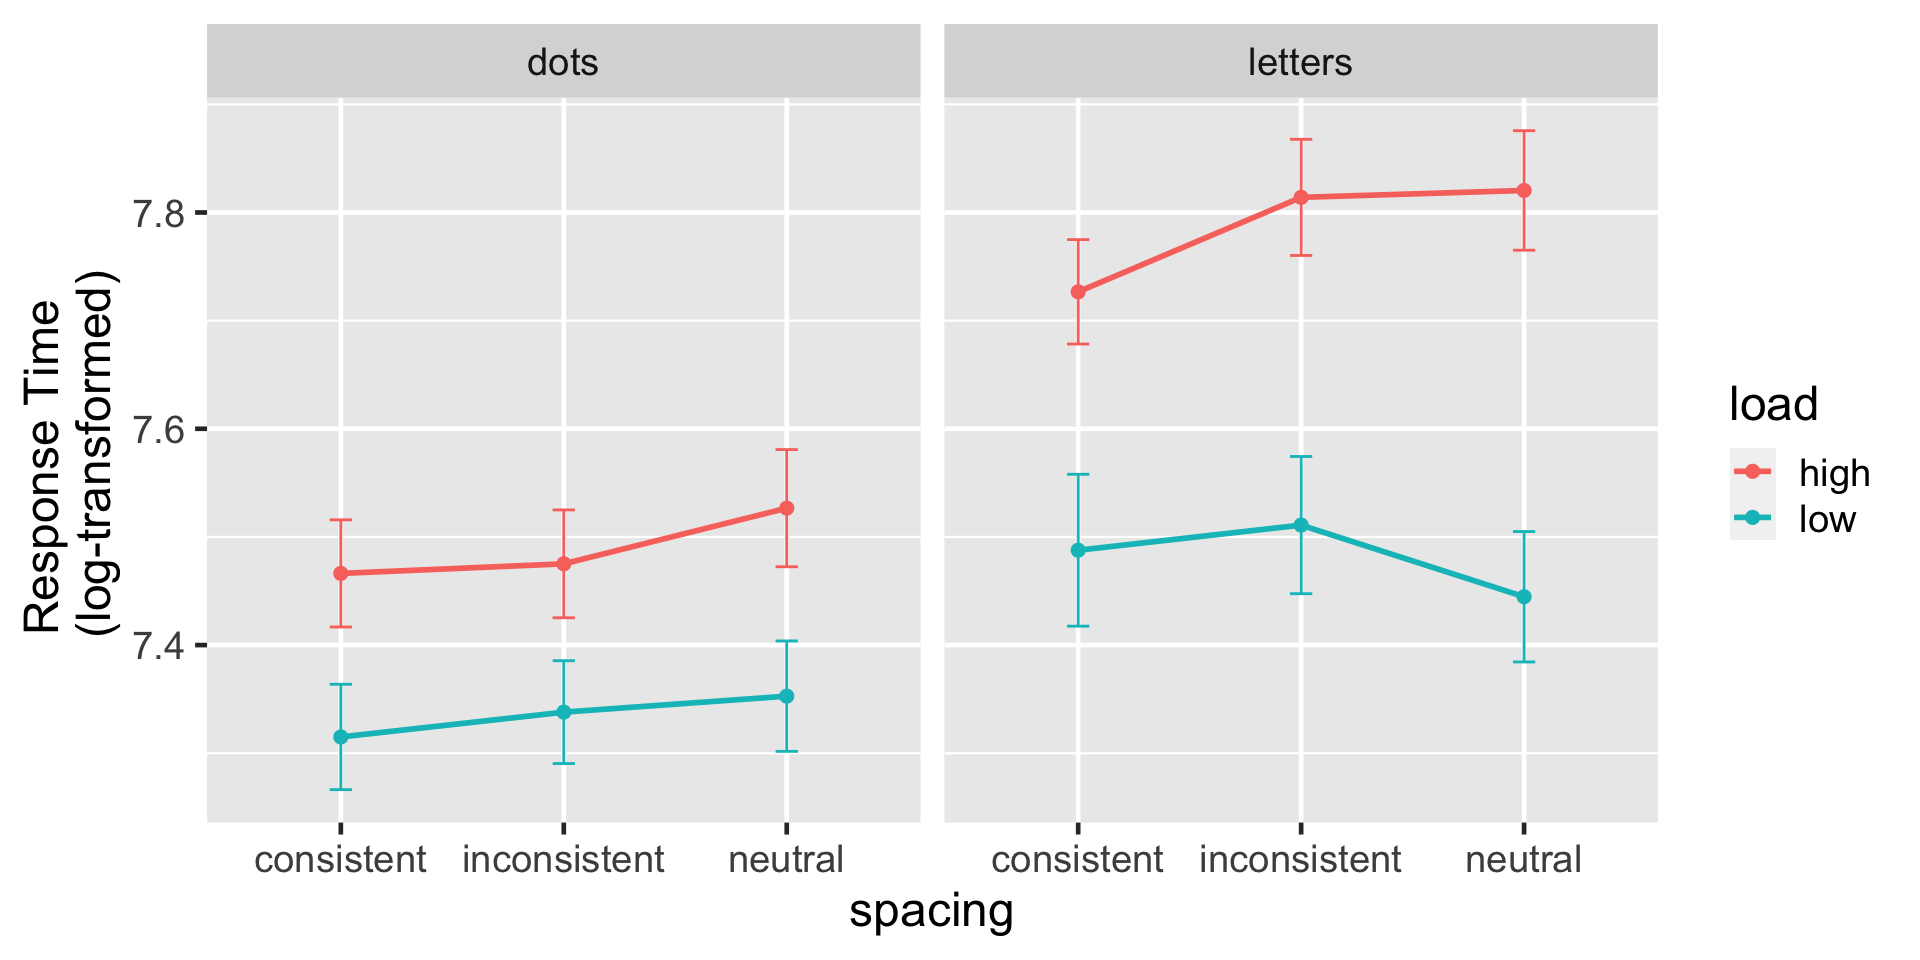 dots
letters
Response Time
(log-transformed)
7.8
7.6
7.4
consistent inconsistent neutral
consistent inconsistent neutral
spacing
load
high
low